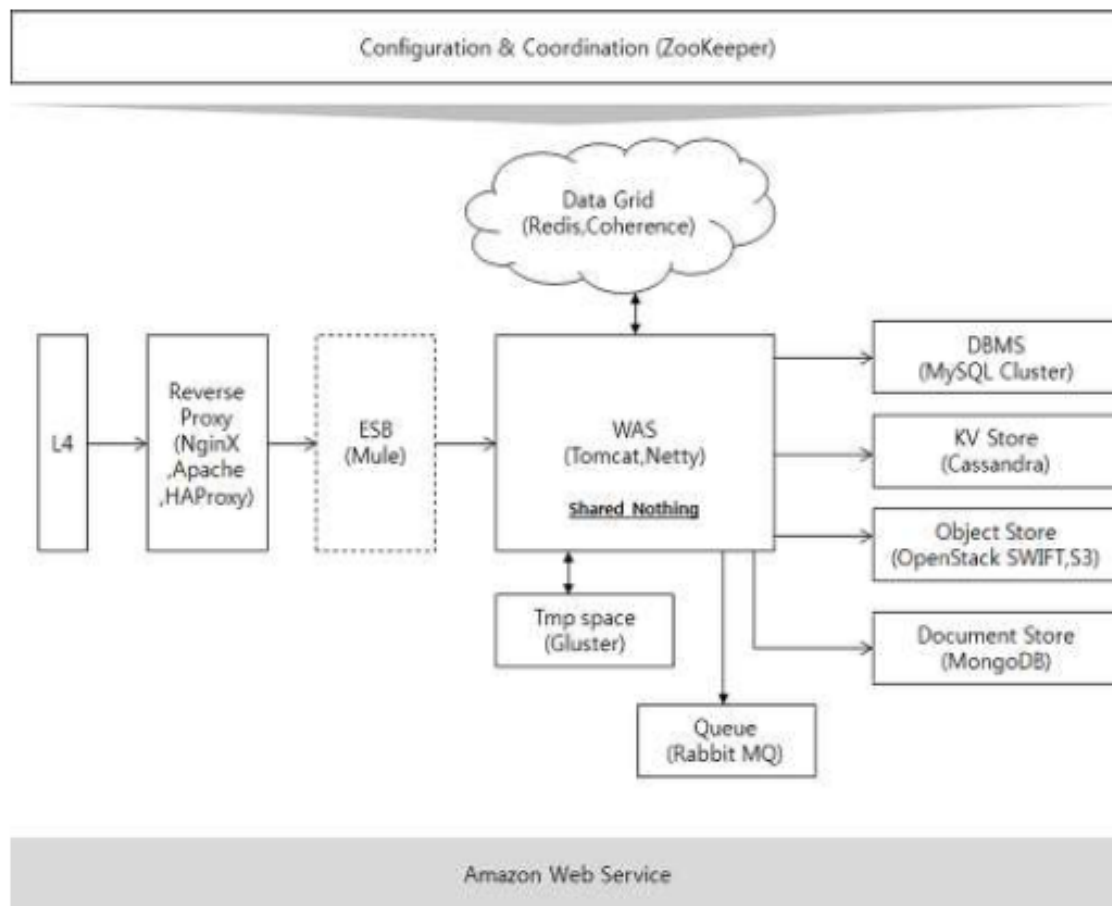 Configuration & Coordination (ZooKeeper)
Data Grid
(Redis,Coherence)
L4
Reverse
Proxy
(NginX
,Apache
,HAProxy)
ESB
(Mule)
WAS
(Tomcat,Netty)
Shared Nothing
DBMS
(MySQL Cluster)
KV Store
(Cassandra)
Object Store
(OpenStack SWIFT,S3)
Document Store
(MongoDB)
Tmp space
(Gluster)
Queue
(Rabbit MQ)
Amazon Web Service